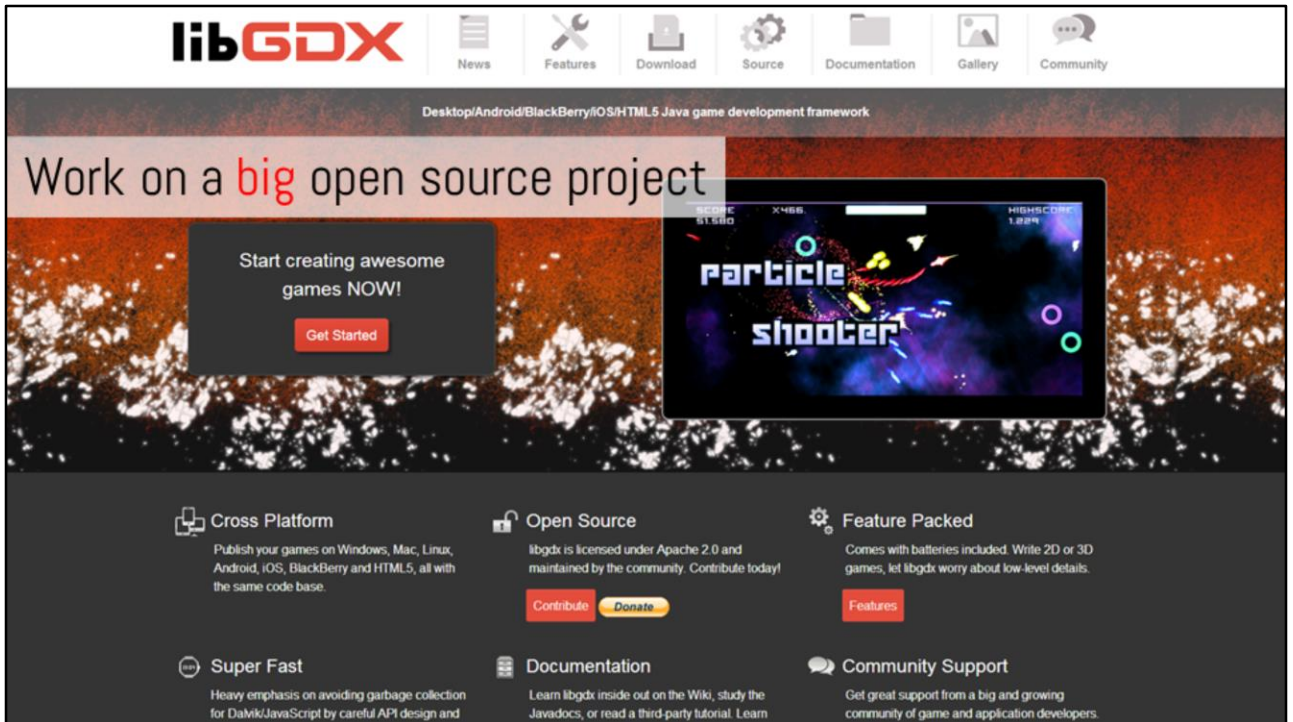 libGDX
News
Features
Download
Source
Documentation
Gallery
Community
Desktop/Android/BlackBerry/iOS/HTML5 Java game development framework
Work on a big open source project
Start creating awesome
games NOW!
Get Started
SCORE X466 HIGHSCORE
51.580 1.229
particle
shooter
Cross Platform
Publish your games on Windows, Mac, Linux,
Android, iOS, BlackBerry and HTML5, all with
the same code base.
Open Source
libgdx is licensed under Apache 2.0 and
maintained by the community. Contribute today!
Contribute
Donate
Feature Packed
Comes with batteries included. Write 2D or 3D
games, let libgdx worry about low-level details.
Features
Super Fast
Heavy emphasis on avoiding garbage collection
for Dalvik/JavaScript by careful API design and
Documentation
Learn libgdx inside out on the Wiki, study the
Javadocs, or read a third-party tutorial. Learn
Community Support
Get great support from a big and growing
community of game and application developers.